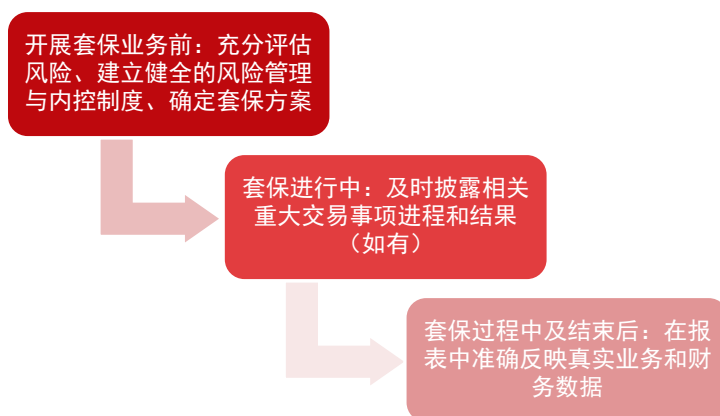 开展套保业务前：充分评估
风险、建立健全的风险管理
与内控制度、确定套保方案
套保进行中：及时披露相关
重大交易事项进程和结果
（如有）
套保过程中及结束后：在报
表中准确反映真实业务和财
务数据